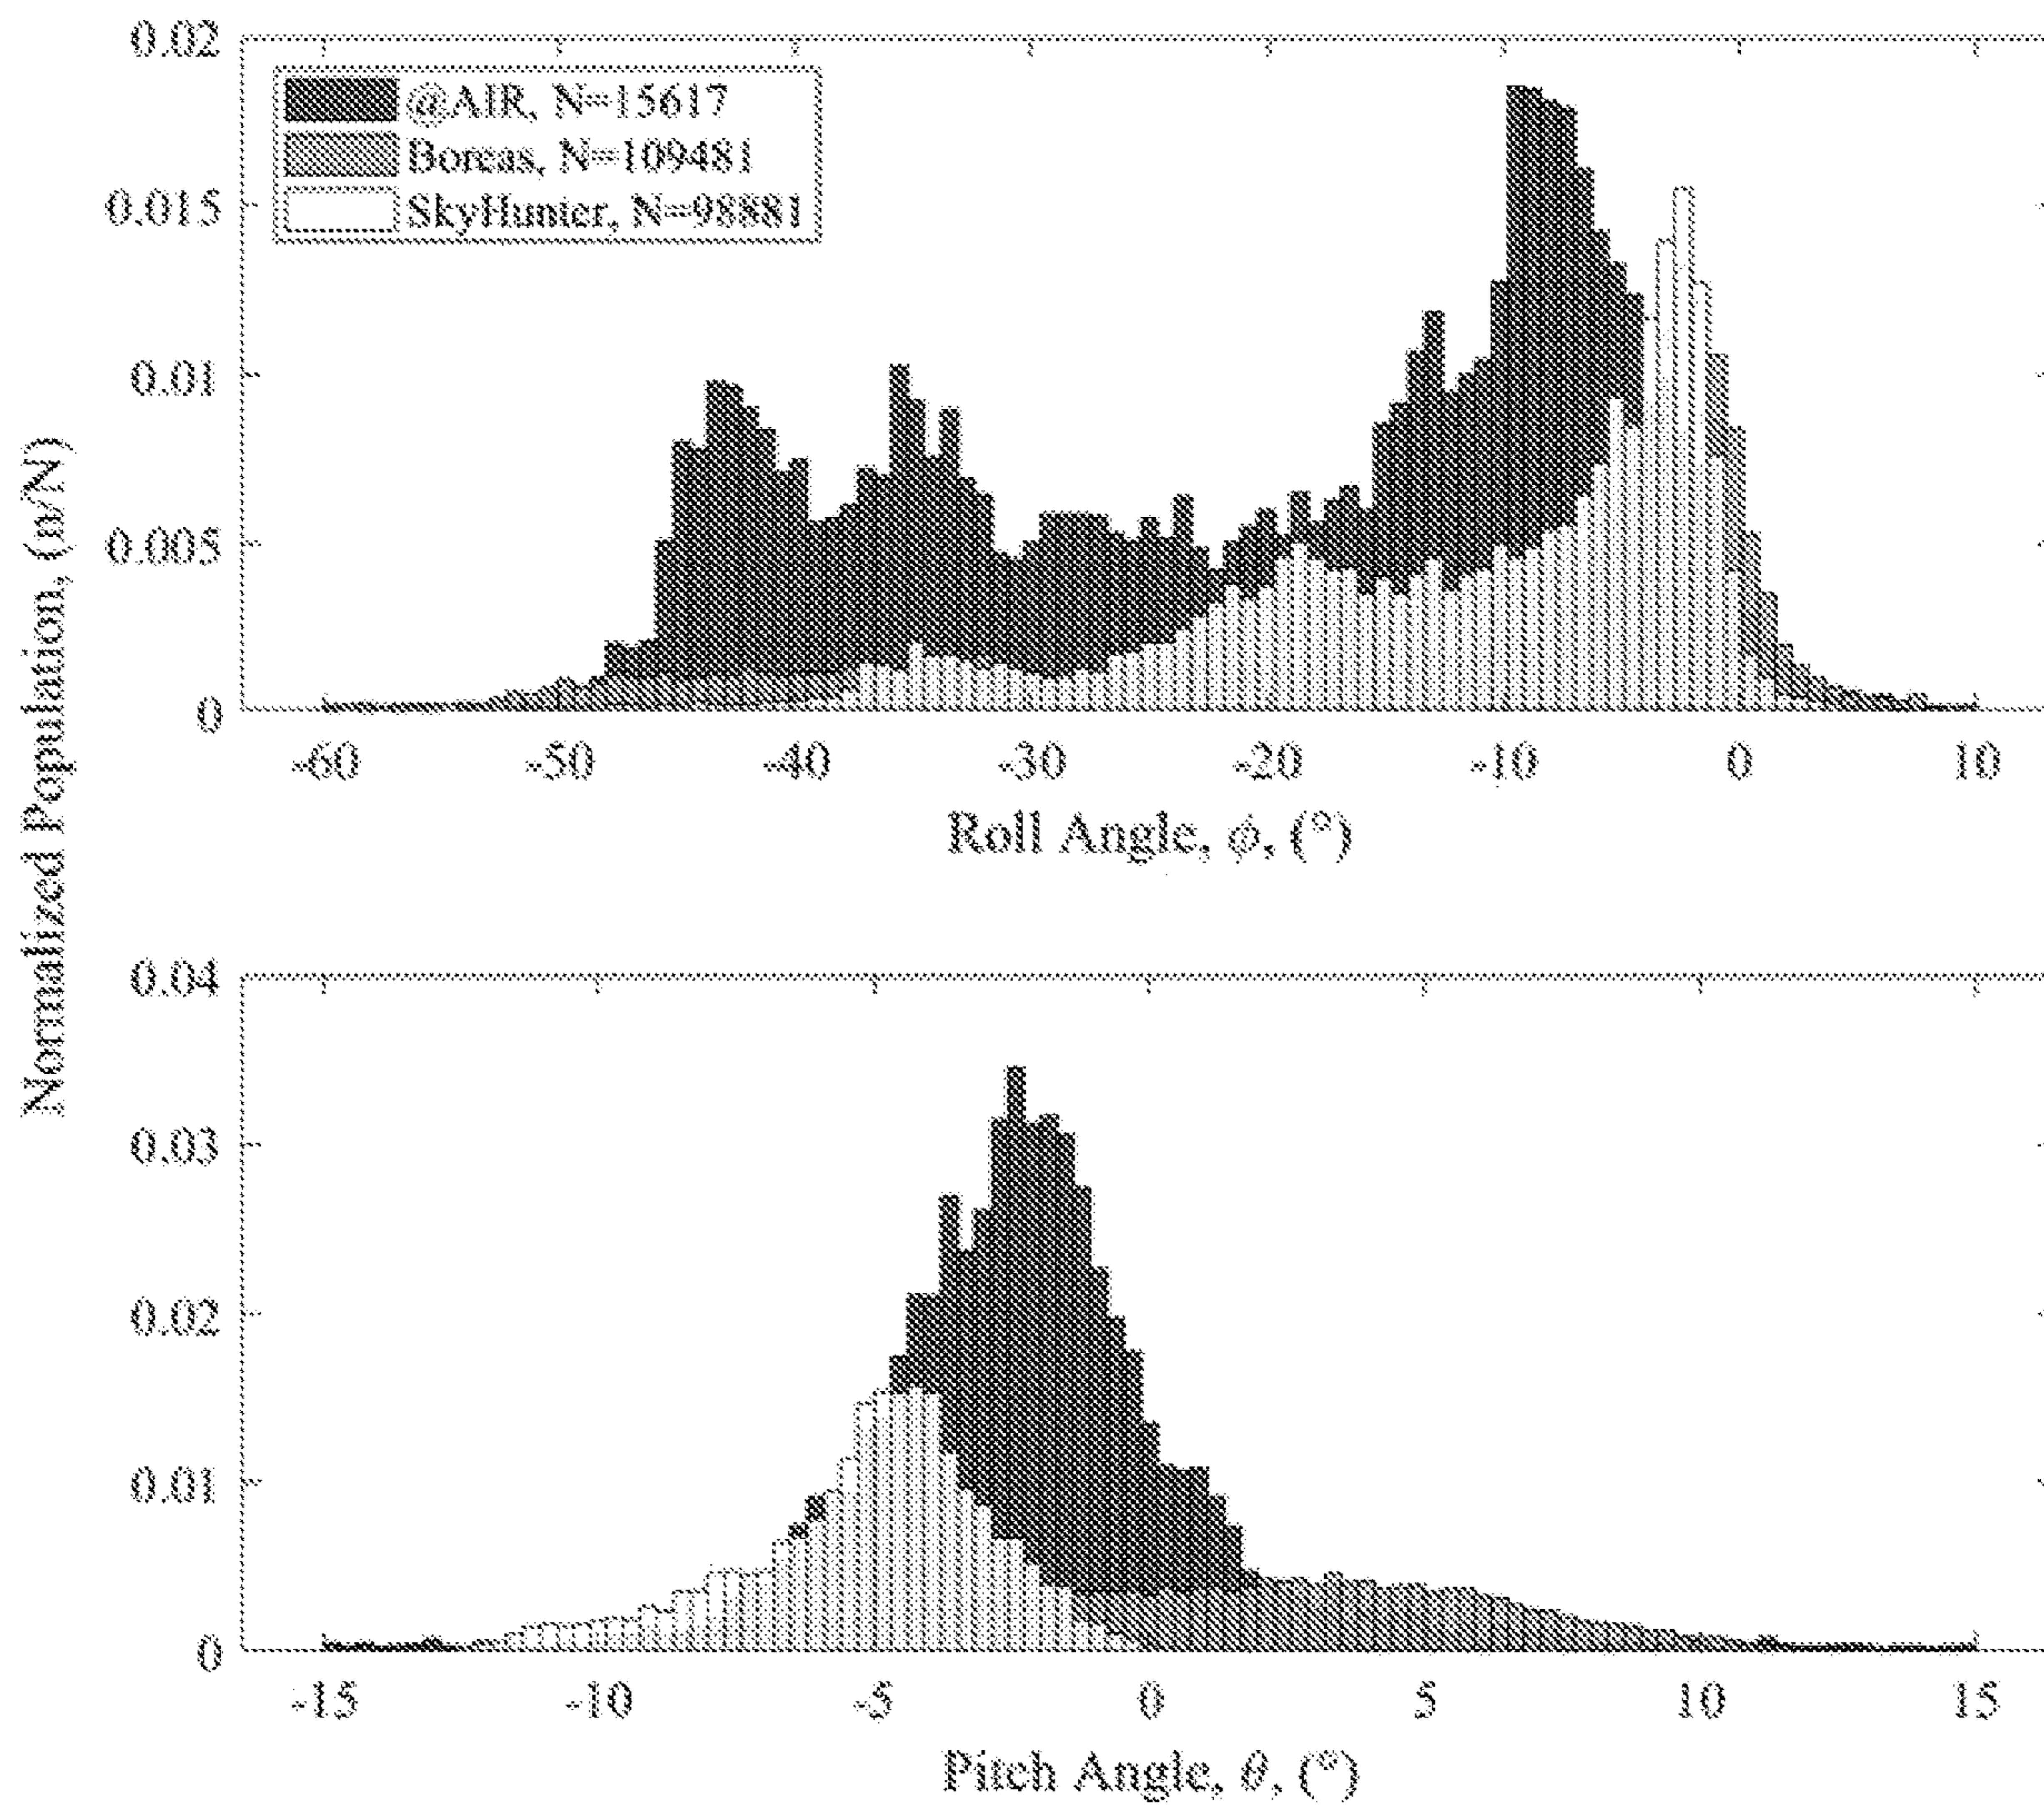 Normalized Population, (n/N)
0.02
0.015
0.01
0.005
0
@AIR, N=15617
Boreas, N=109481
SkyHunter, N=98881
-60 -50 -40 -30 -20 -10 0 10
Roll Angle, ϕ, (°)
0.04
0.03
0.02
0.01
0
-15 -10 -5 0 5 10 15
Pitch Angle, θ, (°)